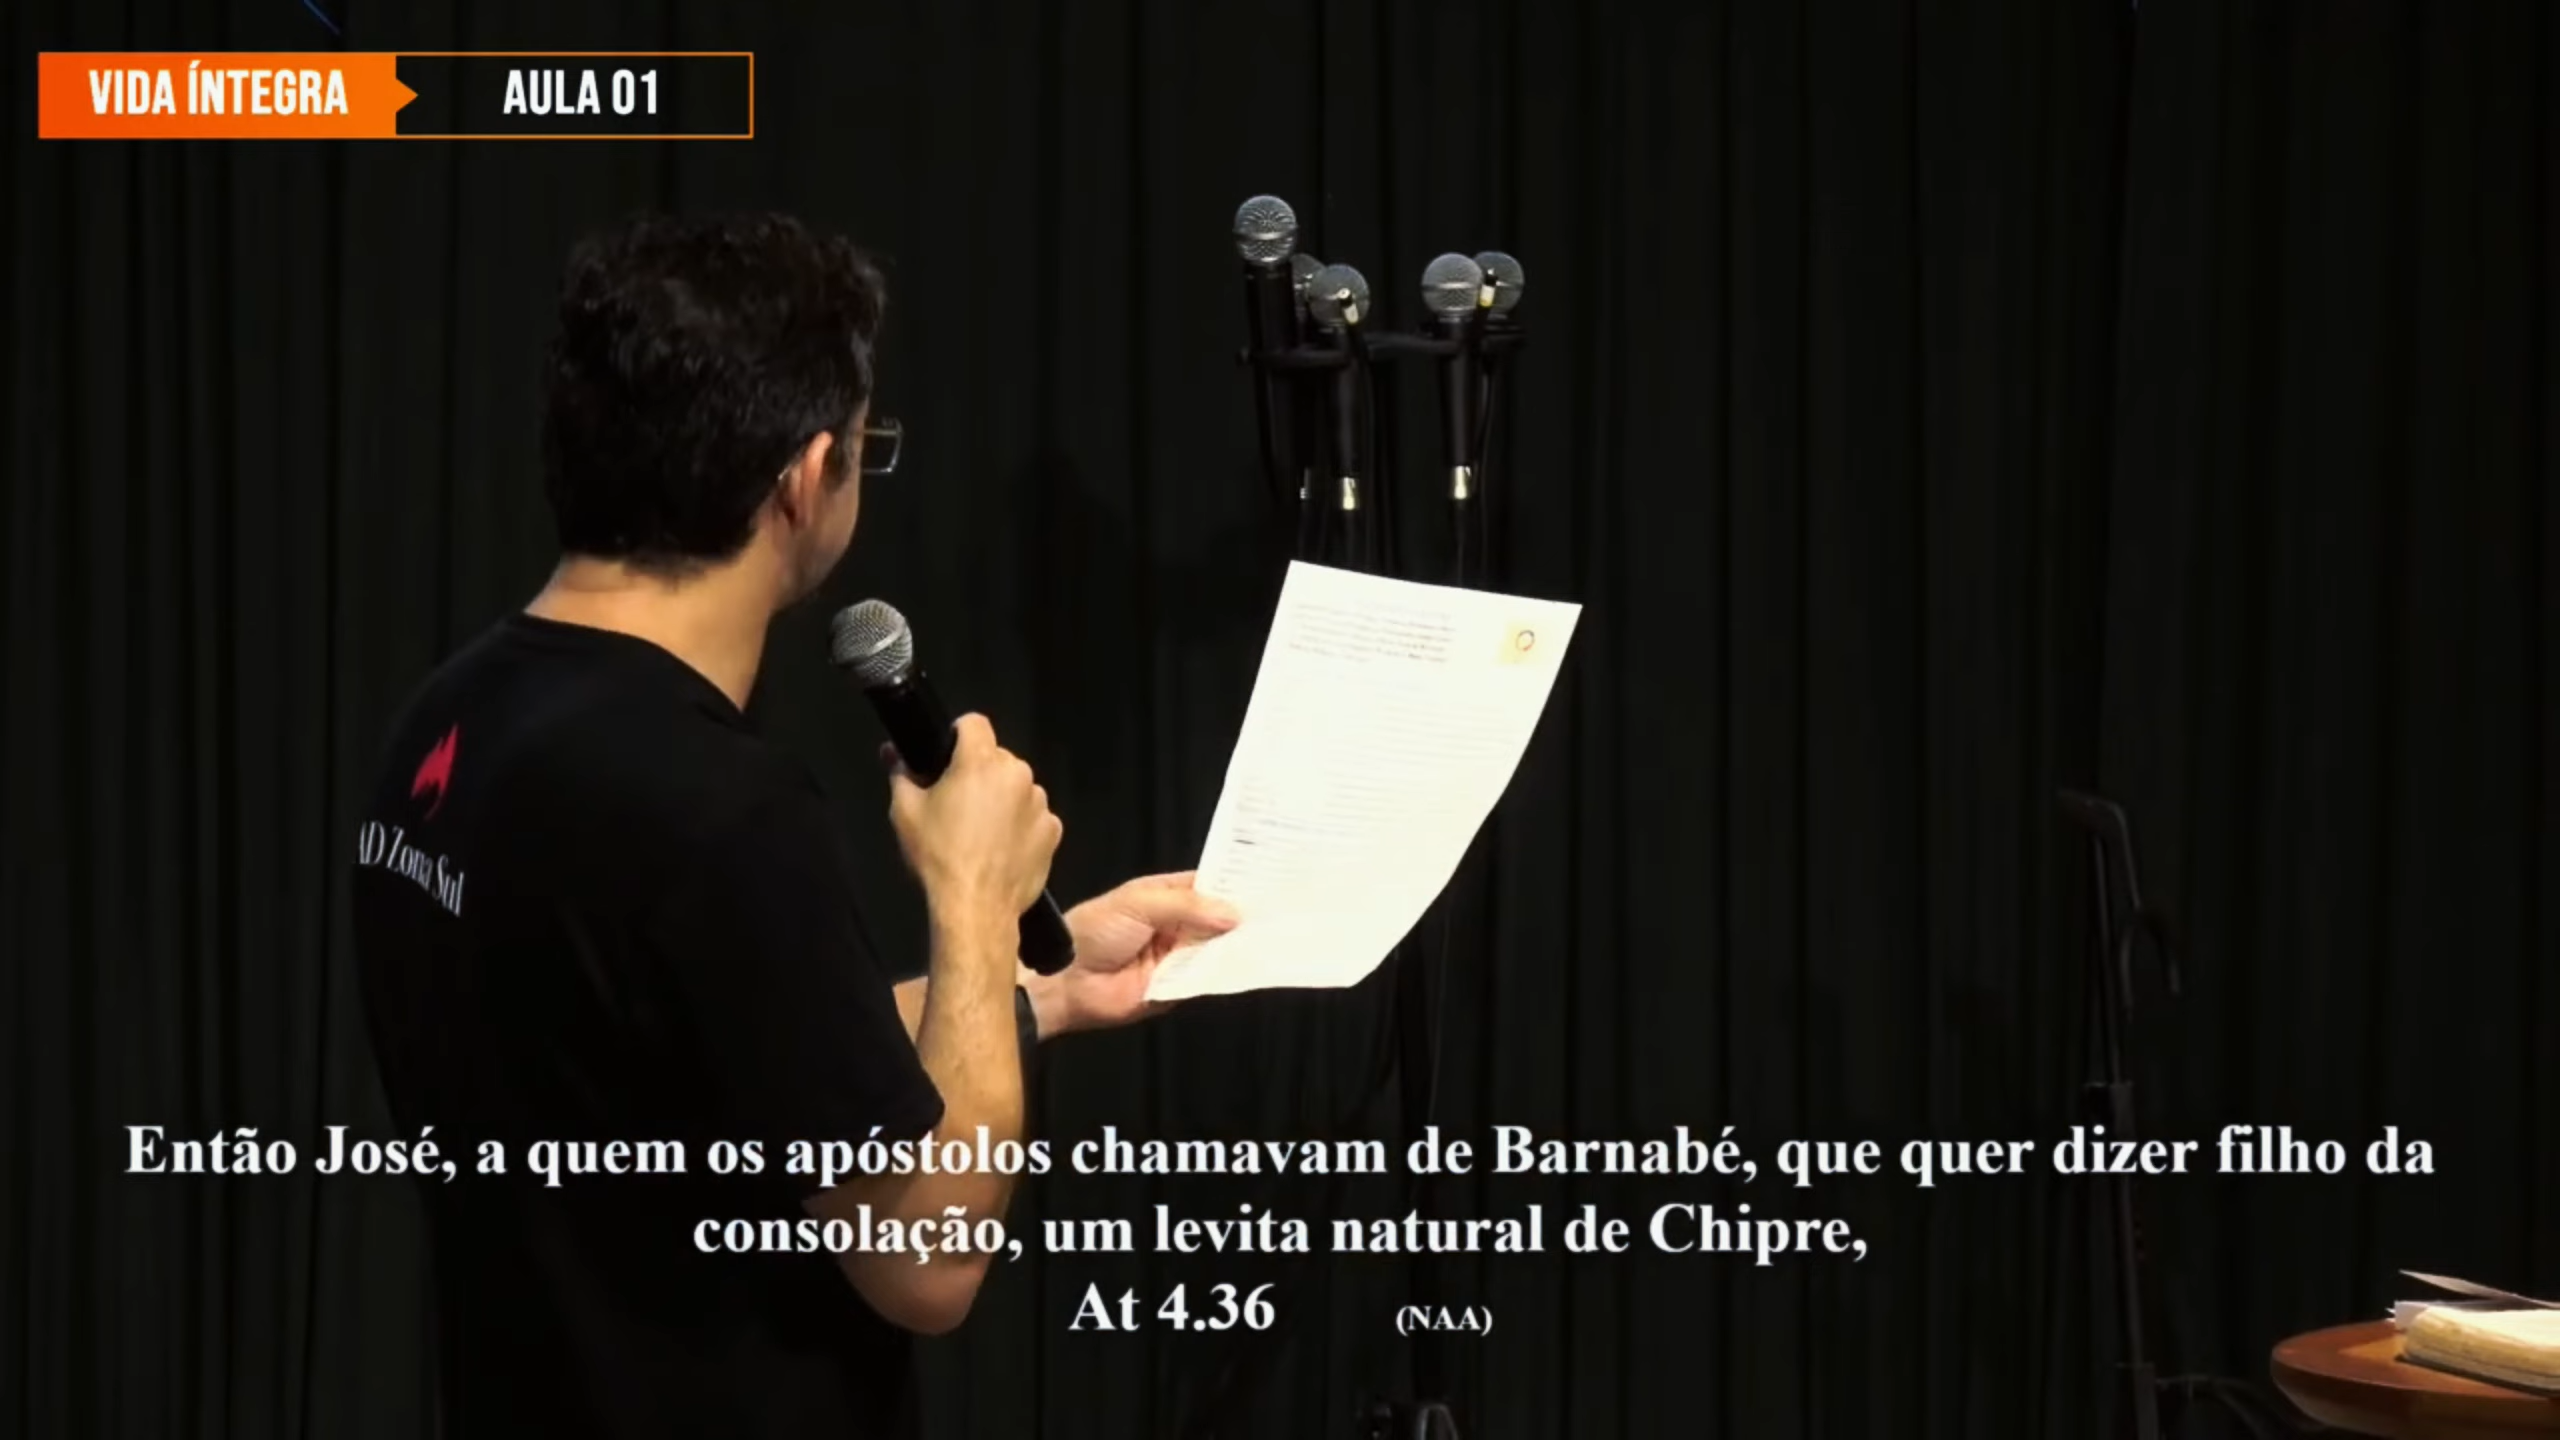 VIDA ÍNTEGRA
AULA 01
AD Zona Sul
Então José, a quem os apóstolos chamavam de Barnabé, que quer dizer filho da
consolação, um levita natural de Chipre,
At 4.36 (NAA)